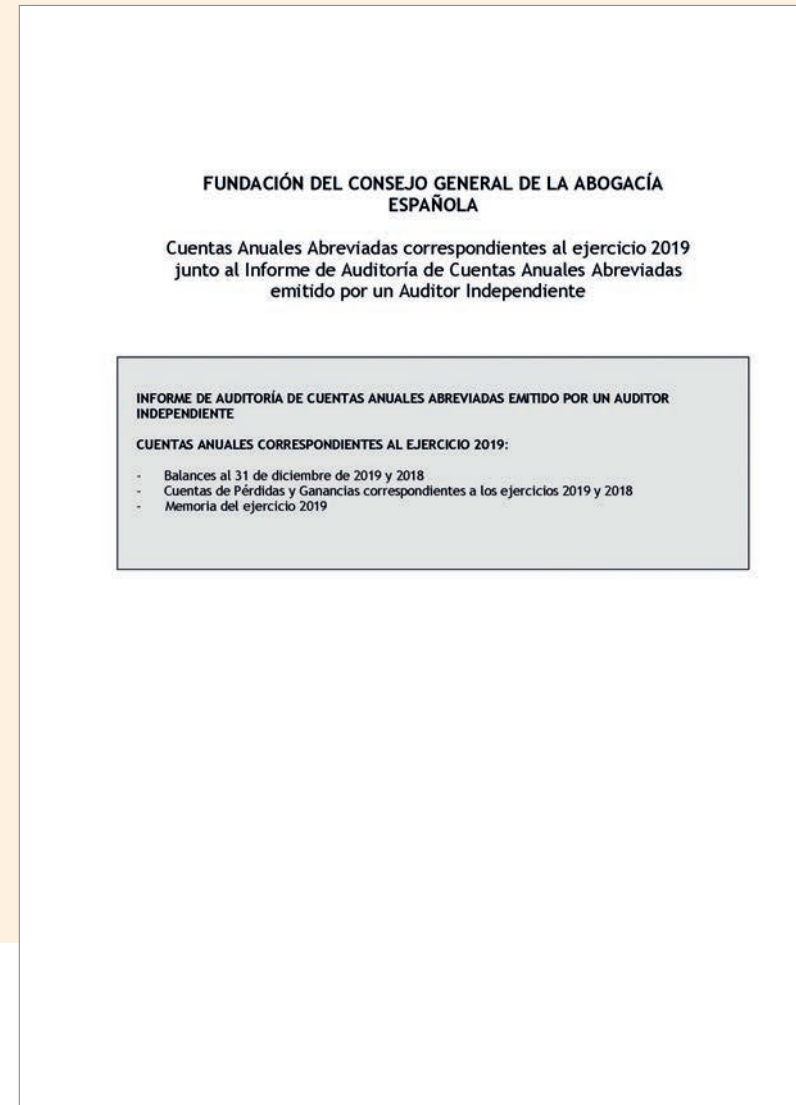 FUNDACIÓN DEL CONSEJO GENERAL DE LA ABOGACÍA
ESPAÑOLA
Cuentas Anuales Abreviadas correspondientes al ejercicio 2019
junto al Informe de Auditoría de Cuentas Anuales Abreviadas
emitido por un Auditor Independiente
INFORME DE AUDITORÍA DE CUENTAS ANUALES ABREVIADAS EMITIDO POR UN AUDITOR
INDEPENDIENTE
CUENTAS ANUALES CORRESPONDIENTES AL EJERCICIO 2019:
- Balances al 31 de diciembre de 2019 y 2018
- Cuentas de Pérdidas y Ganancias correspondientes a los ejercicios 2019 y 2018
- Memoria del ejercicio 2019